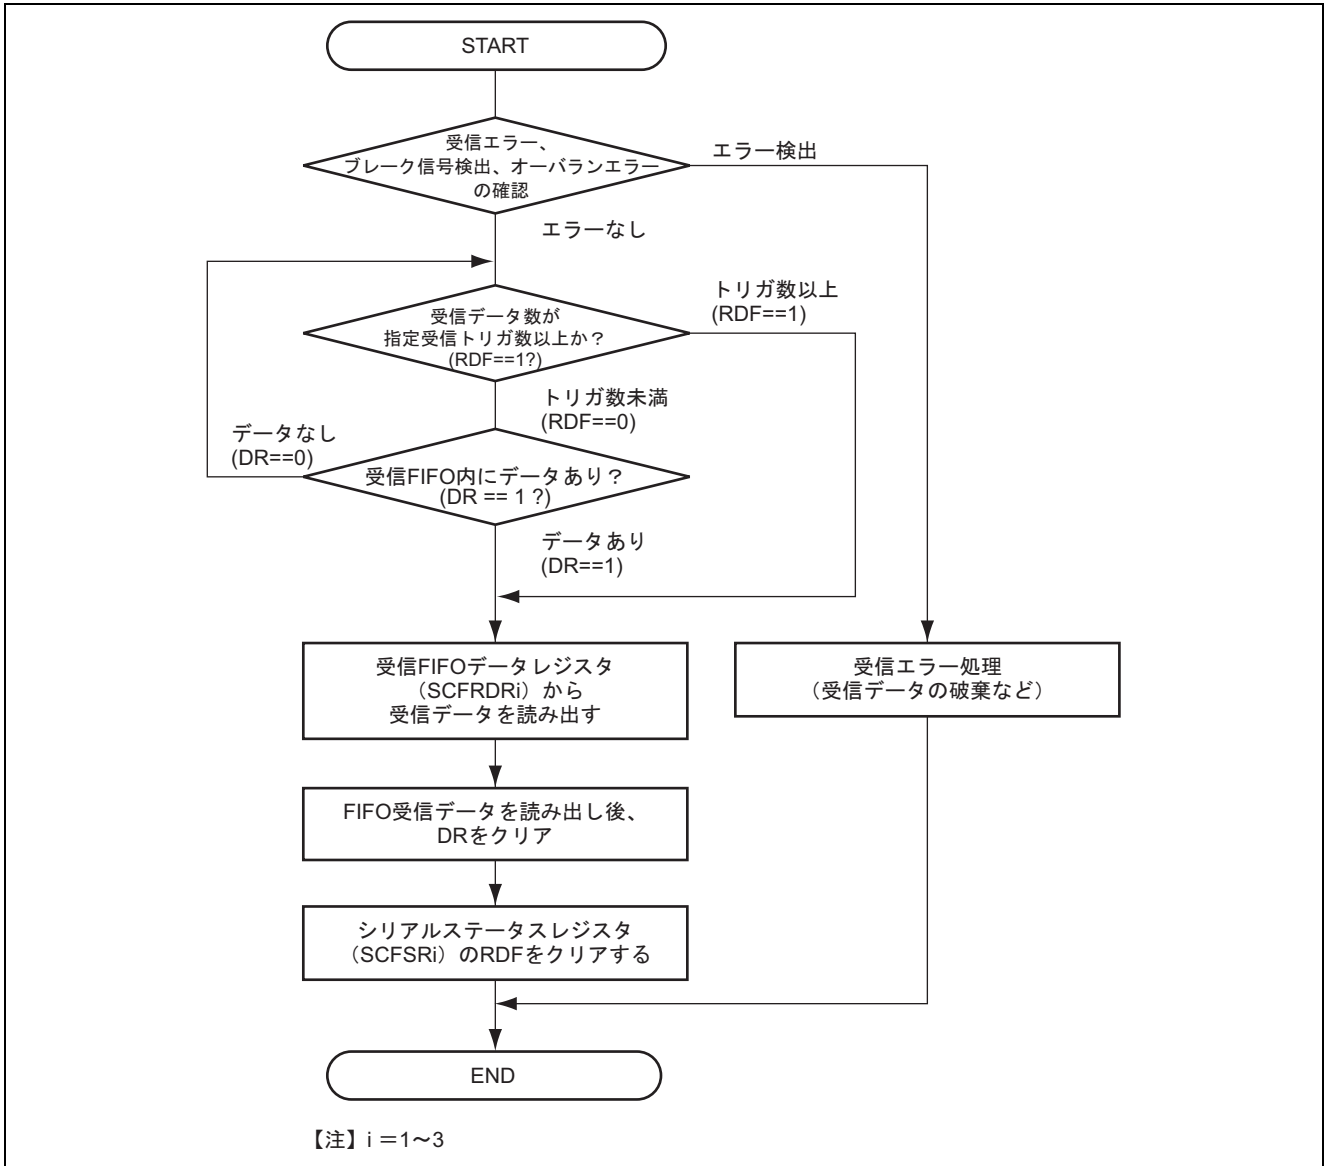 START
受信エラー、
ブレーク信号検出、オーバランエラー
の確認
エラー検出
エラーなし
受信データ数が
指定受信トリガ数以上か？
(RDF==1?)
トリガ数以上
(RDF==1)
トリガ数未満
(RDF==0)
データなし
(DR==0)
受信FIFO内にデータあり？
(DR == 1 ?)
データあり
(DR==1)
受信FIFOデータレジスタ
（SCFRDRi）から
受信データを読み出す
受信エラー処理
（受信データの破棄など）
FIFO受信データを読み出し後、
DRをクリア
シリアルステータスレジスタ
（SCFSRi）のRDFをクリアする
END
【注】i＝1～3